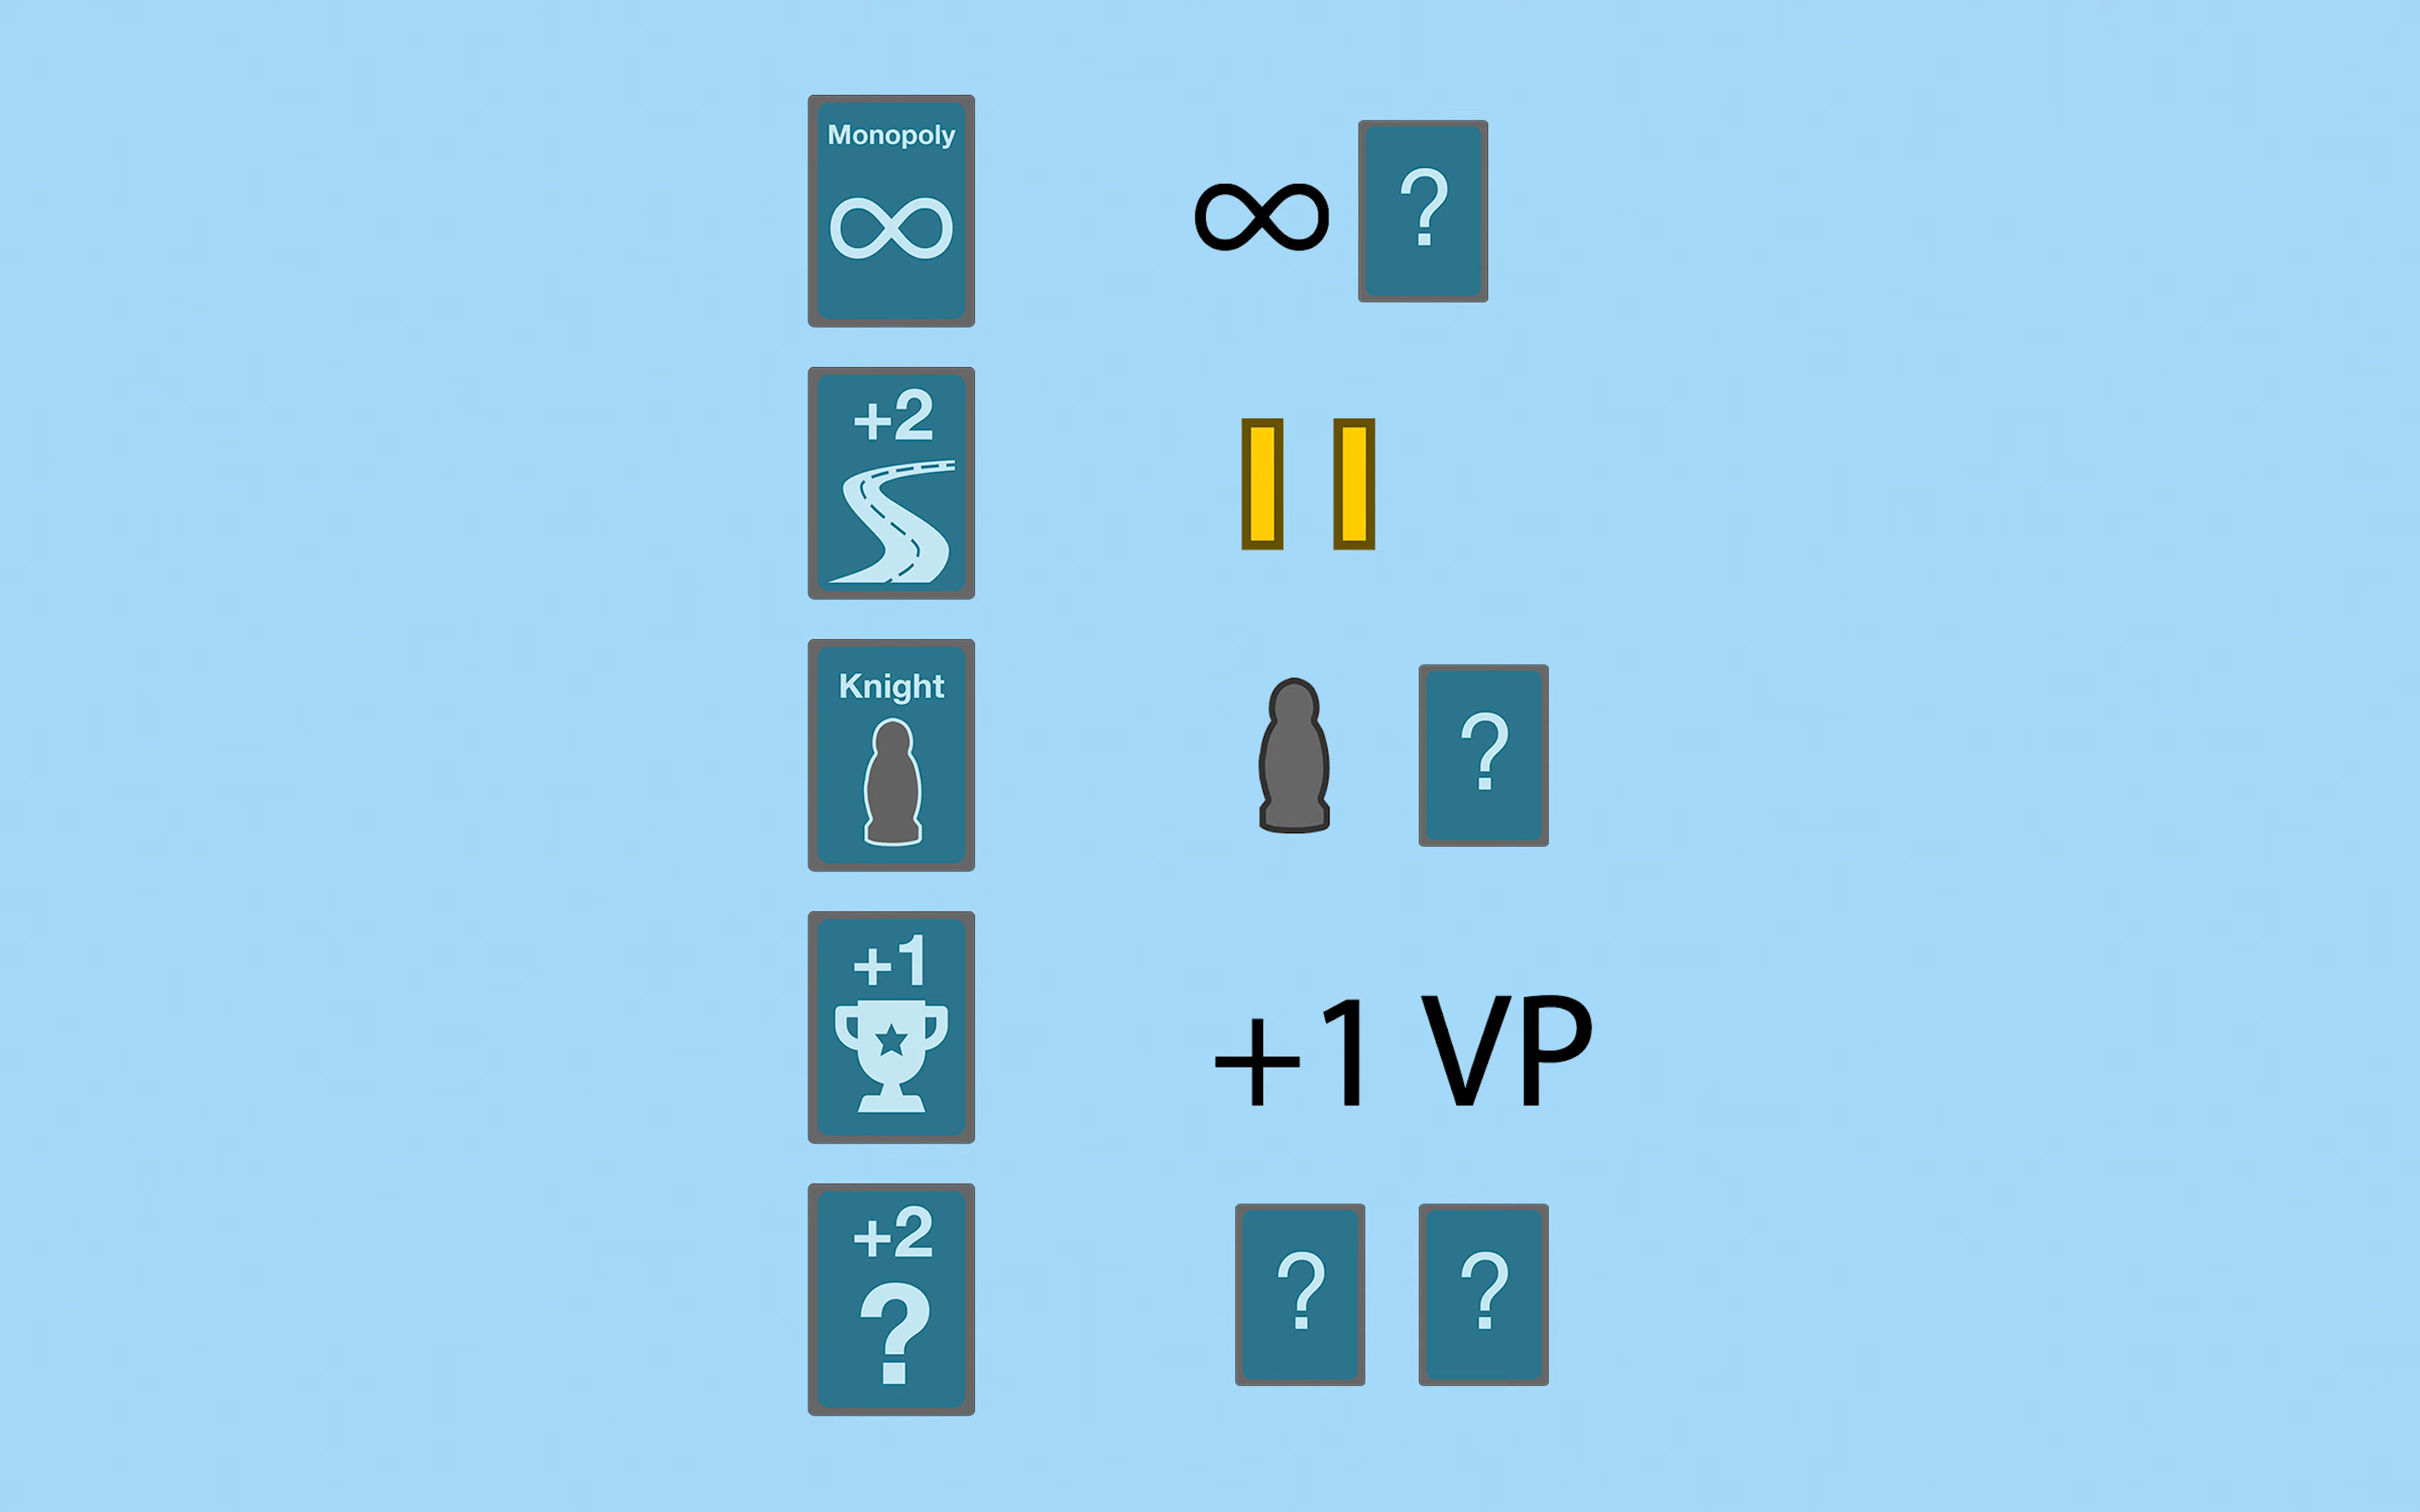 Monopoly
∞
∞ ?
+2
Knight
?
+1
+1 VP
+2
?
? ?